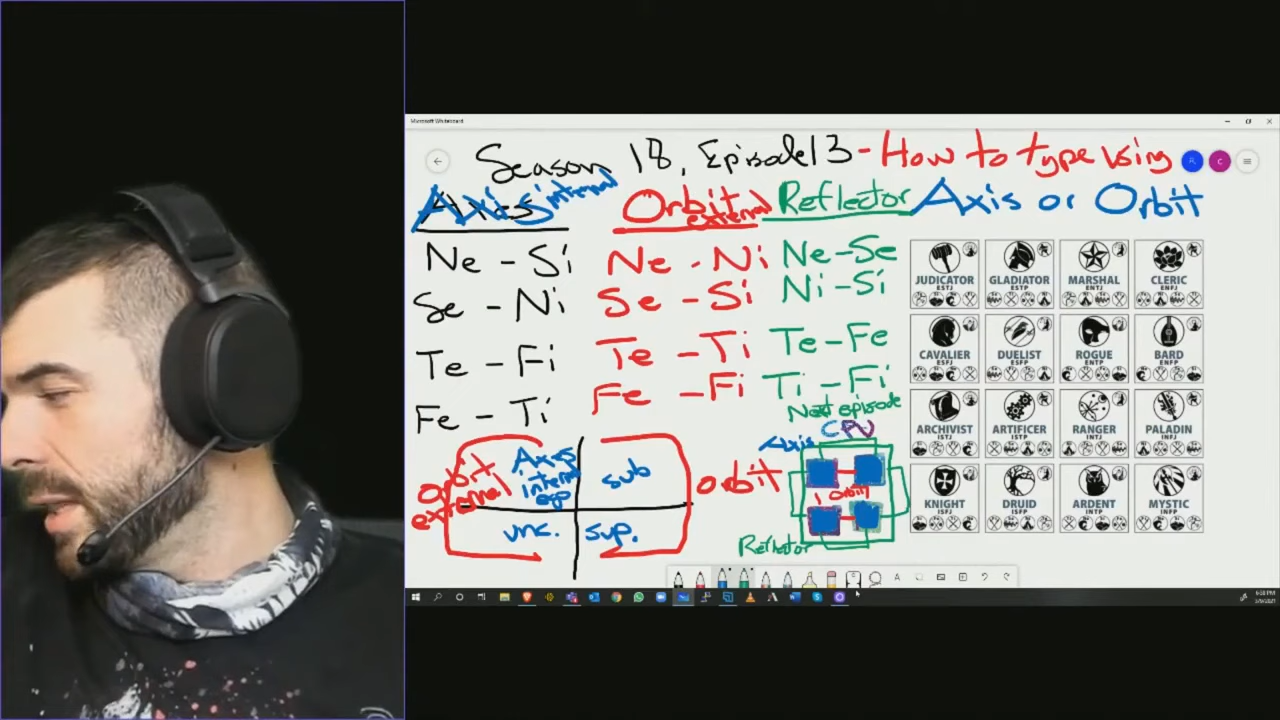 Microsoft Whiteboard
Season 18, Episode 13 - How to type using
Axis or Orbit
Axis internal
Orbit external
Reflector
Ne - Si
Se - Ni
Te - Fi
Fe - Ti
Ne - Ni
Se - Si
Te - Ti
Fe - Fi
Ne - Se
Ni - Si
Te - Fe
Ti - Fi
Next episode
orbit external
Axis internal ego
sub
unc.
sup.
orbit
Axis
CPU
Orbit
Reflector
JUDICATOR
ESTJ
GLADIATOR
ESTP
MARSHAL
ENTJ
CLERIC
ENFJ
CAVALIER
ESFJ
DUELIST
ESFP
ROGUE
ENTP
BARD
ENFP
ARCHIVIST
ISTJ
ARTIFICER
ISTP
RANGER
INTJ
PALADIN
INFJ
KNIGHT
ISFJ
DRUID
ISFP
ARDENT
INTP
MYSTIC
INFP